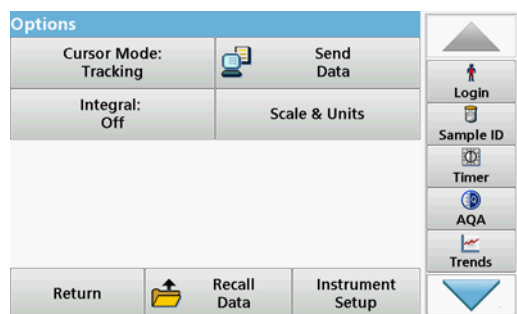 Options
Cursor Mode:
Tracking
Send
Data
Integral:
Off
Scale & Units
Return
Recall
Data
Instrument
Setup
Login
Sample ID
Timer
AQA
Trends